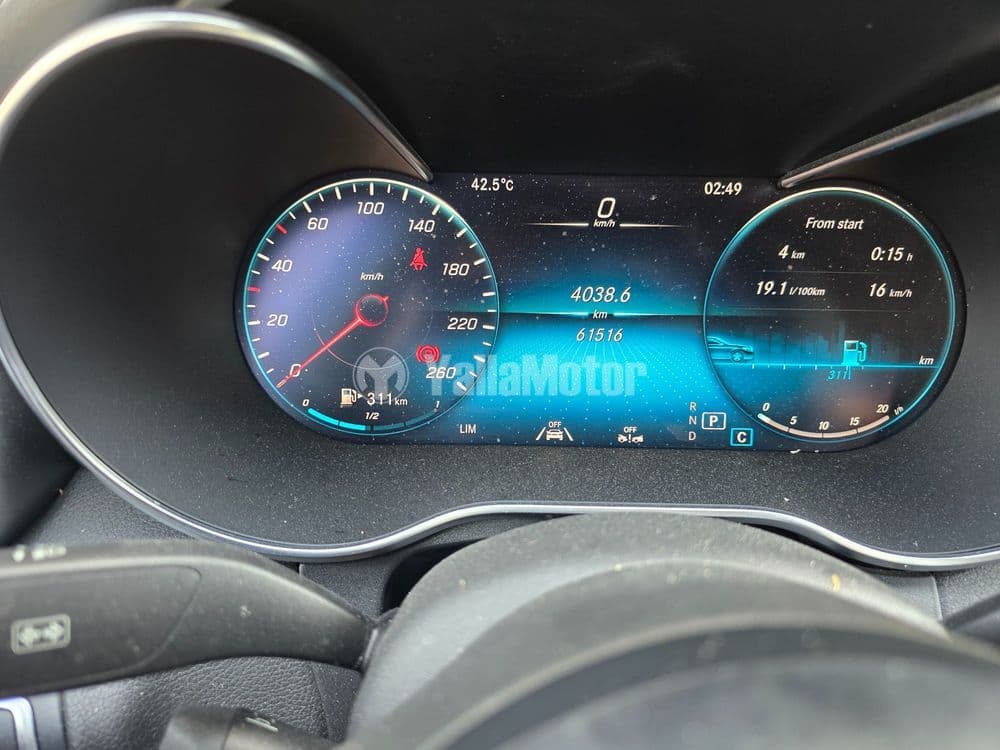 42.5°C
02:49
0
km/h
From start
4 km
0:15 h
19.1 l/100km
16 km/h
4038.6
km
61516
0
20
40
60
100
140
180
220
260
km/h
311 km
0
1/2
1
LIM
OFF
OFF
R
N
P
D
C
311
km
0
5
10
15
20
l/h
YallaMotor